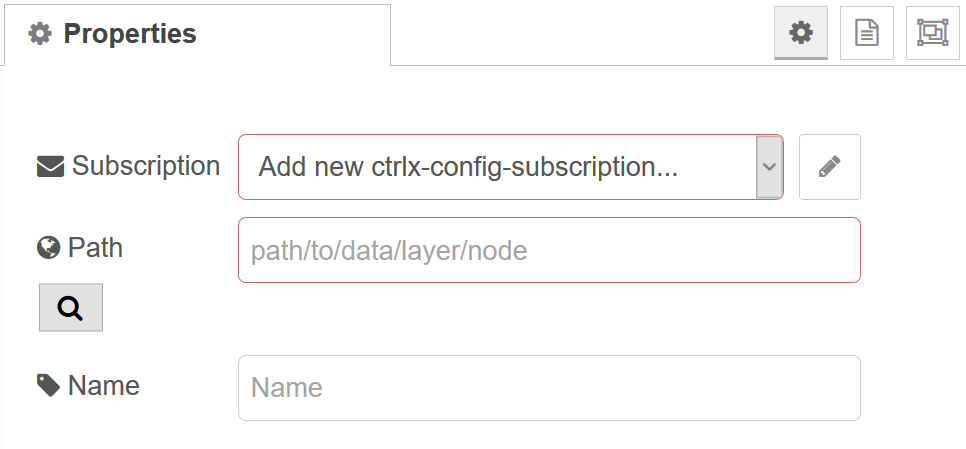 Properties
Subscription Add new ctrlx-config-subscription...
Path path/to/data/layer/node
Name Name